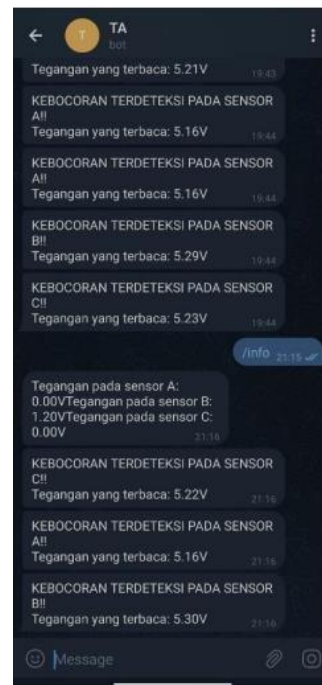 TA
T
bot
Tegangan yang terbaca: 5.21V
19:43
KEBOCORAN TERDETEKSI PADA SENSOR
A!!
Tegangan yang terbaca: 5.16V
19:44
KEBOCORAN TERDETEKSI PADA SENSOR
A!!
Tegangan yang terbaca: 5.16V
19:44
KEBOCORAN TERDETEKSI PADA SENSOR
B!!
Tegangan yang terbaca: 5.29V
19:44
KEBOCORAN TERDETEKSI PADA SENSOR
C!!
Tegangan yang terbaca: 5.23V
19:44
/info 21:15
Tegangan pada sensor A:
0.00VTegangan pada sensor B:
1.20VTegangan pada sensor C:
0.00V
21:16
KEBOCORAN TERDETEKSI PADA SENSOR
C!!
Tegangan yang terbaca: 5.22V
21:16
KEBOCORAN TERDETEKSI PADA SENSOR
A!!
Tegangan yang terbaca: 5.16V
21:16
KEBOCORAN TERDETEKSI PADA SENSOR
B!!
Tegangan yang terbaca: 5.30V
21:16
Message